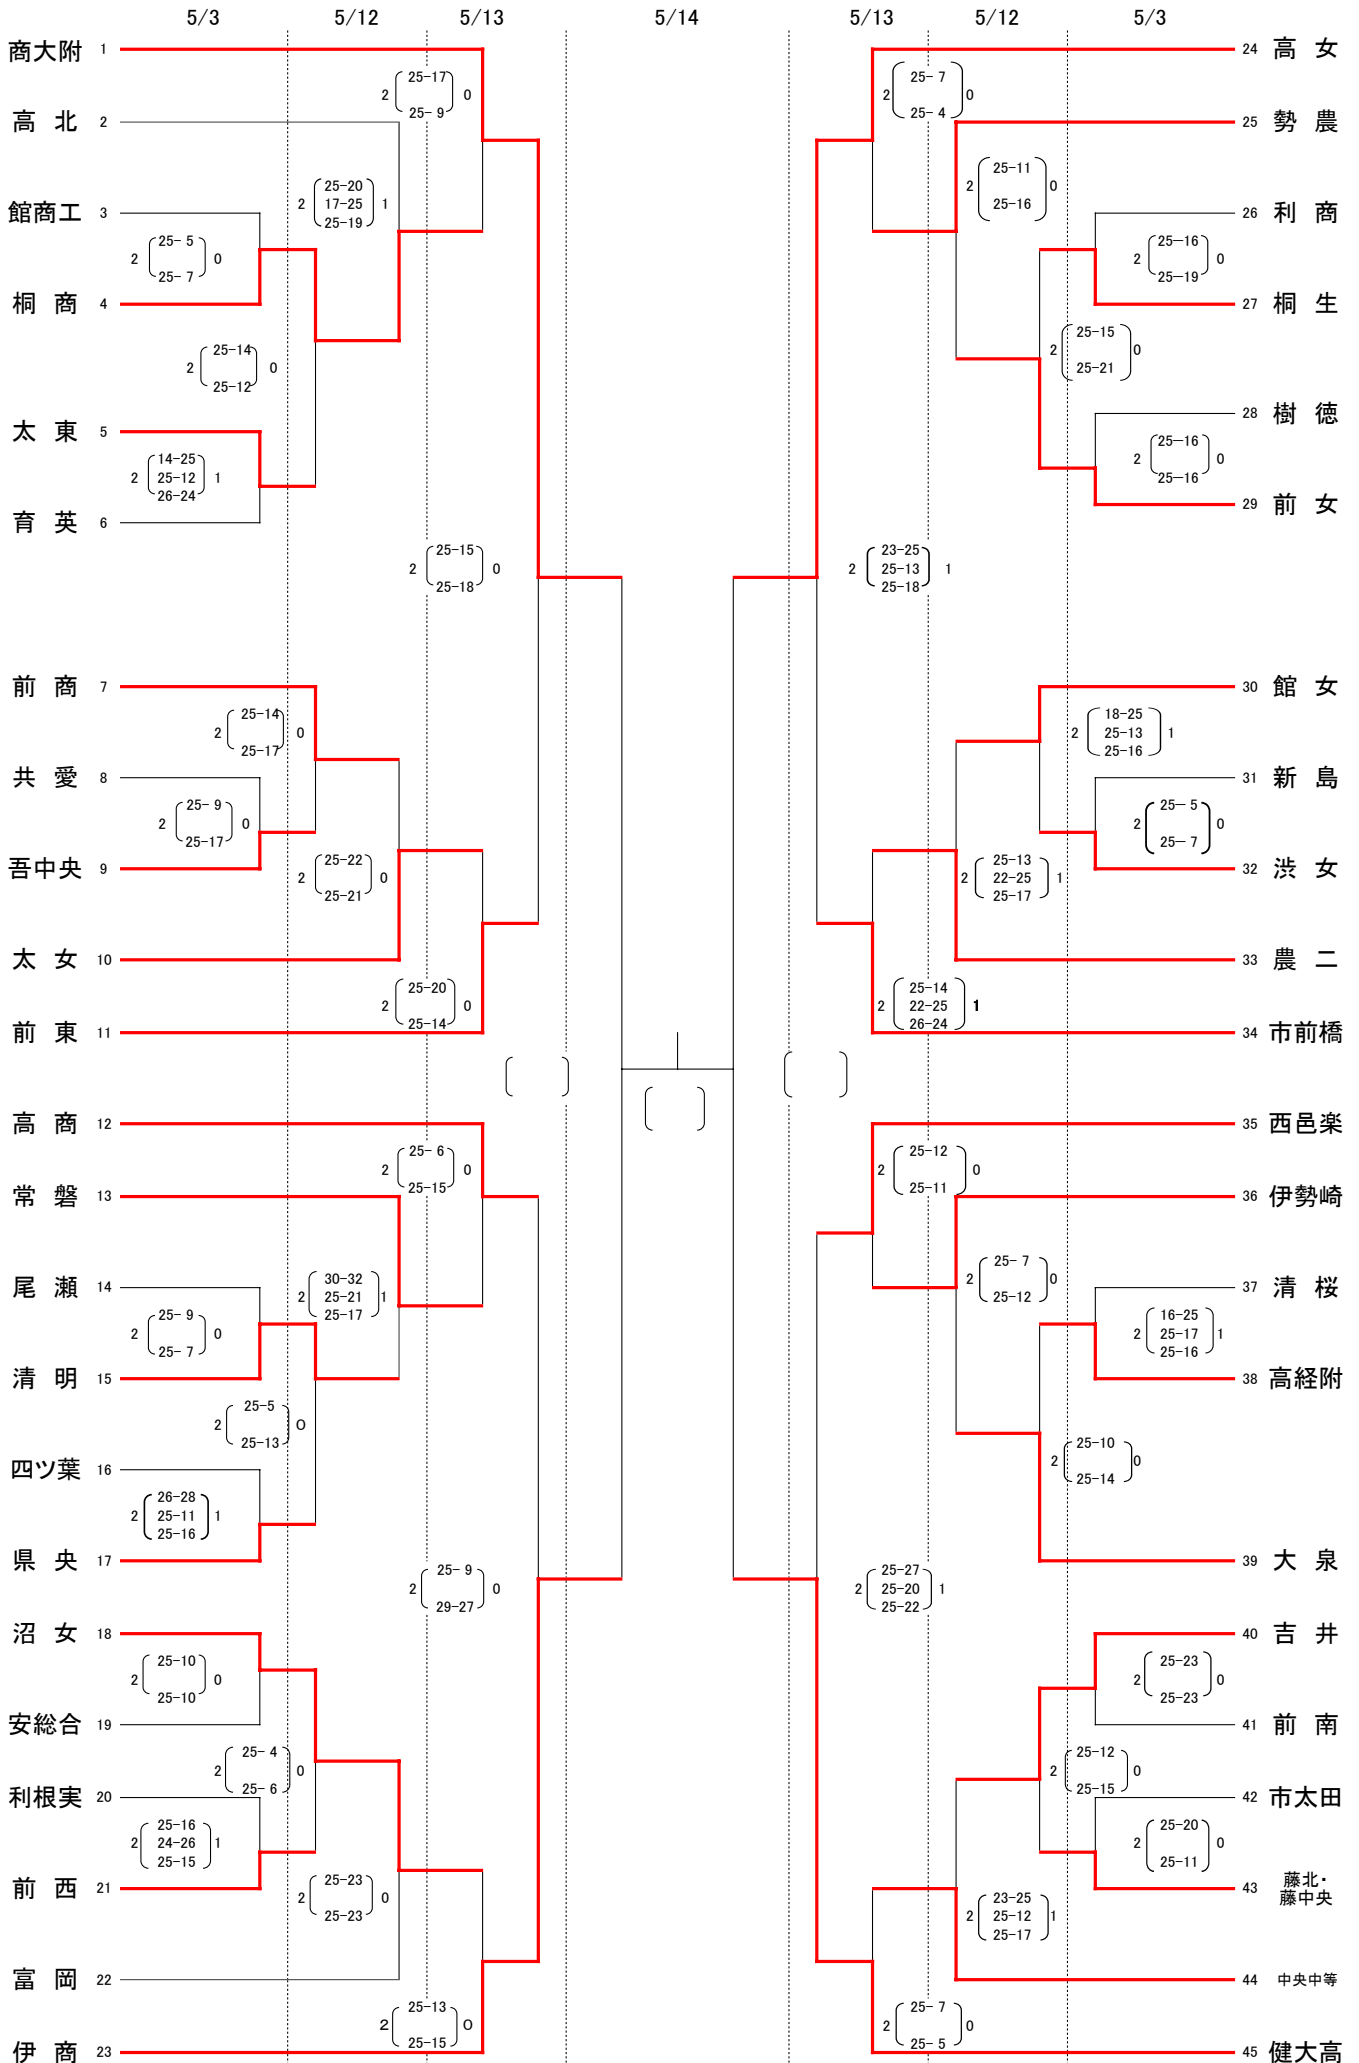 5/3 5/12 5/13 5/14 5/13 5/12 5/3
商大附 1
2 25-17 0
25- 9
高 北 2
2 25-20 1
17-25
25-19
館商工 3
2 25- 5 0
25- 7
桐 商 4
2 25-14 0
25-12
太 東 5
2 14-25 1
25-12
26-24
育 英 6
2 25-15 0
25-18
前 商 7
2 25-14 0
25-17
共 愛 8
2 25- 9 0
25-17
吾中央 9
2 25-22 0
25-21
太 女 10
2 25-20 0
25-14
前 東 11
高 商 12
2 25- 6 0
25-15
常 磐 13
尾 瀬 14
2 30-32 1
25-21
25-17
2 25- 9 0
25- 7
清 明 15
2 25-5 0
25-13
四ツ葉 16
2 26-28 1
25-11
25-16
県 央 17
2 25- 9 0
29-27
沼 女 18
2 25-10 0
25-10
安総合 19
2 25- 4 0
25- 6
利根実 20
2 25-16 1
24-26
25-15
前 西 21
2 25-23 0
25-23
富 岡 22
2 25-13 0
25-15
伊 商 23
24 高 女
2 25- 7 0
25- 4
25 勢 農
2 25-11 0
25-16
26 利 商
2 25-16 0
25-19
27 桐 生
2 25-15 0
25-21
28 樹 徳
2 25-16 0
25-16
29 前 女
2 23-25 1
25-13
25-18
30 館 女
2 18-25 1
25-13
25-16
31 新 島
2 25- 5 0
25- 7
32 渋 女
2 25-13 1
22-25
25-17
33 農 二
2 25-14 1
22-25
26-24
34 市前橋
35 西邑楽
2 25-12 0
25-11
36 伊勢崎
2 25- 7 0
25-12
37 清 桜
2 16-25 1
25-17
25-16
38 高経附
2 25-10 0
25-14
39 大 泉
2 25-27 1
25-20
25-22
40 吉 井
2 25-23 0
25-23
41 前 南
2 25-12 0
25-15
42 市太田
2 25-20 0
25-11
43 藤北・
藤中央
2 23-25 1
25-12
25-17
44 中央中等
2 25- 7 0
25- 5
45 健大高